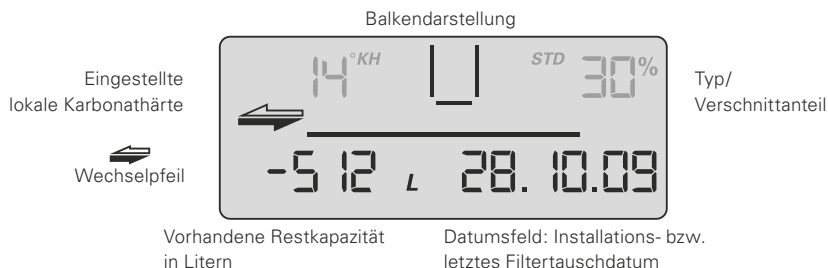 Balkendarstellung
14 °KH STD 30%
Eingestellte
lokale Karbonathärte
Typ/
Verschnittanteil
Wechselpfeil
-512 L 28.10.09
Vorhandene Restkapazität
in Litern
Datumsfeld: Installations- bzw.
letztes Filtertauschdatum